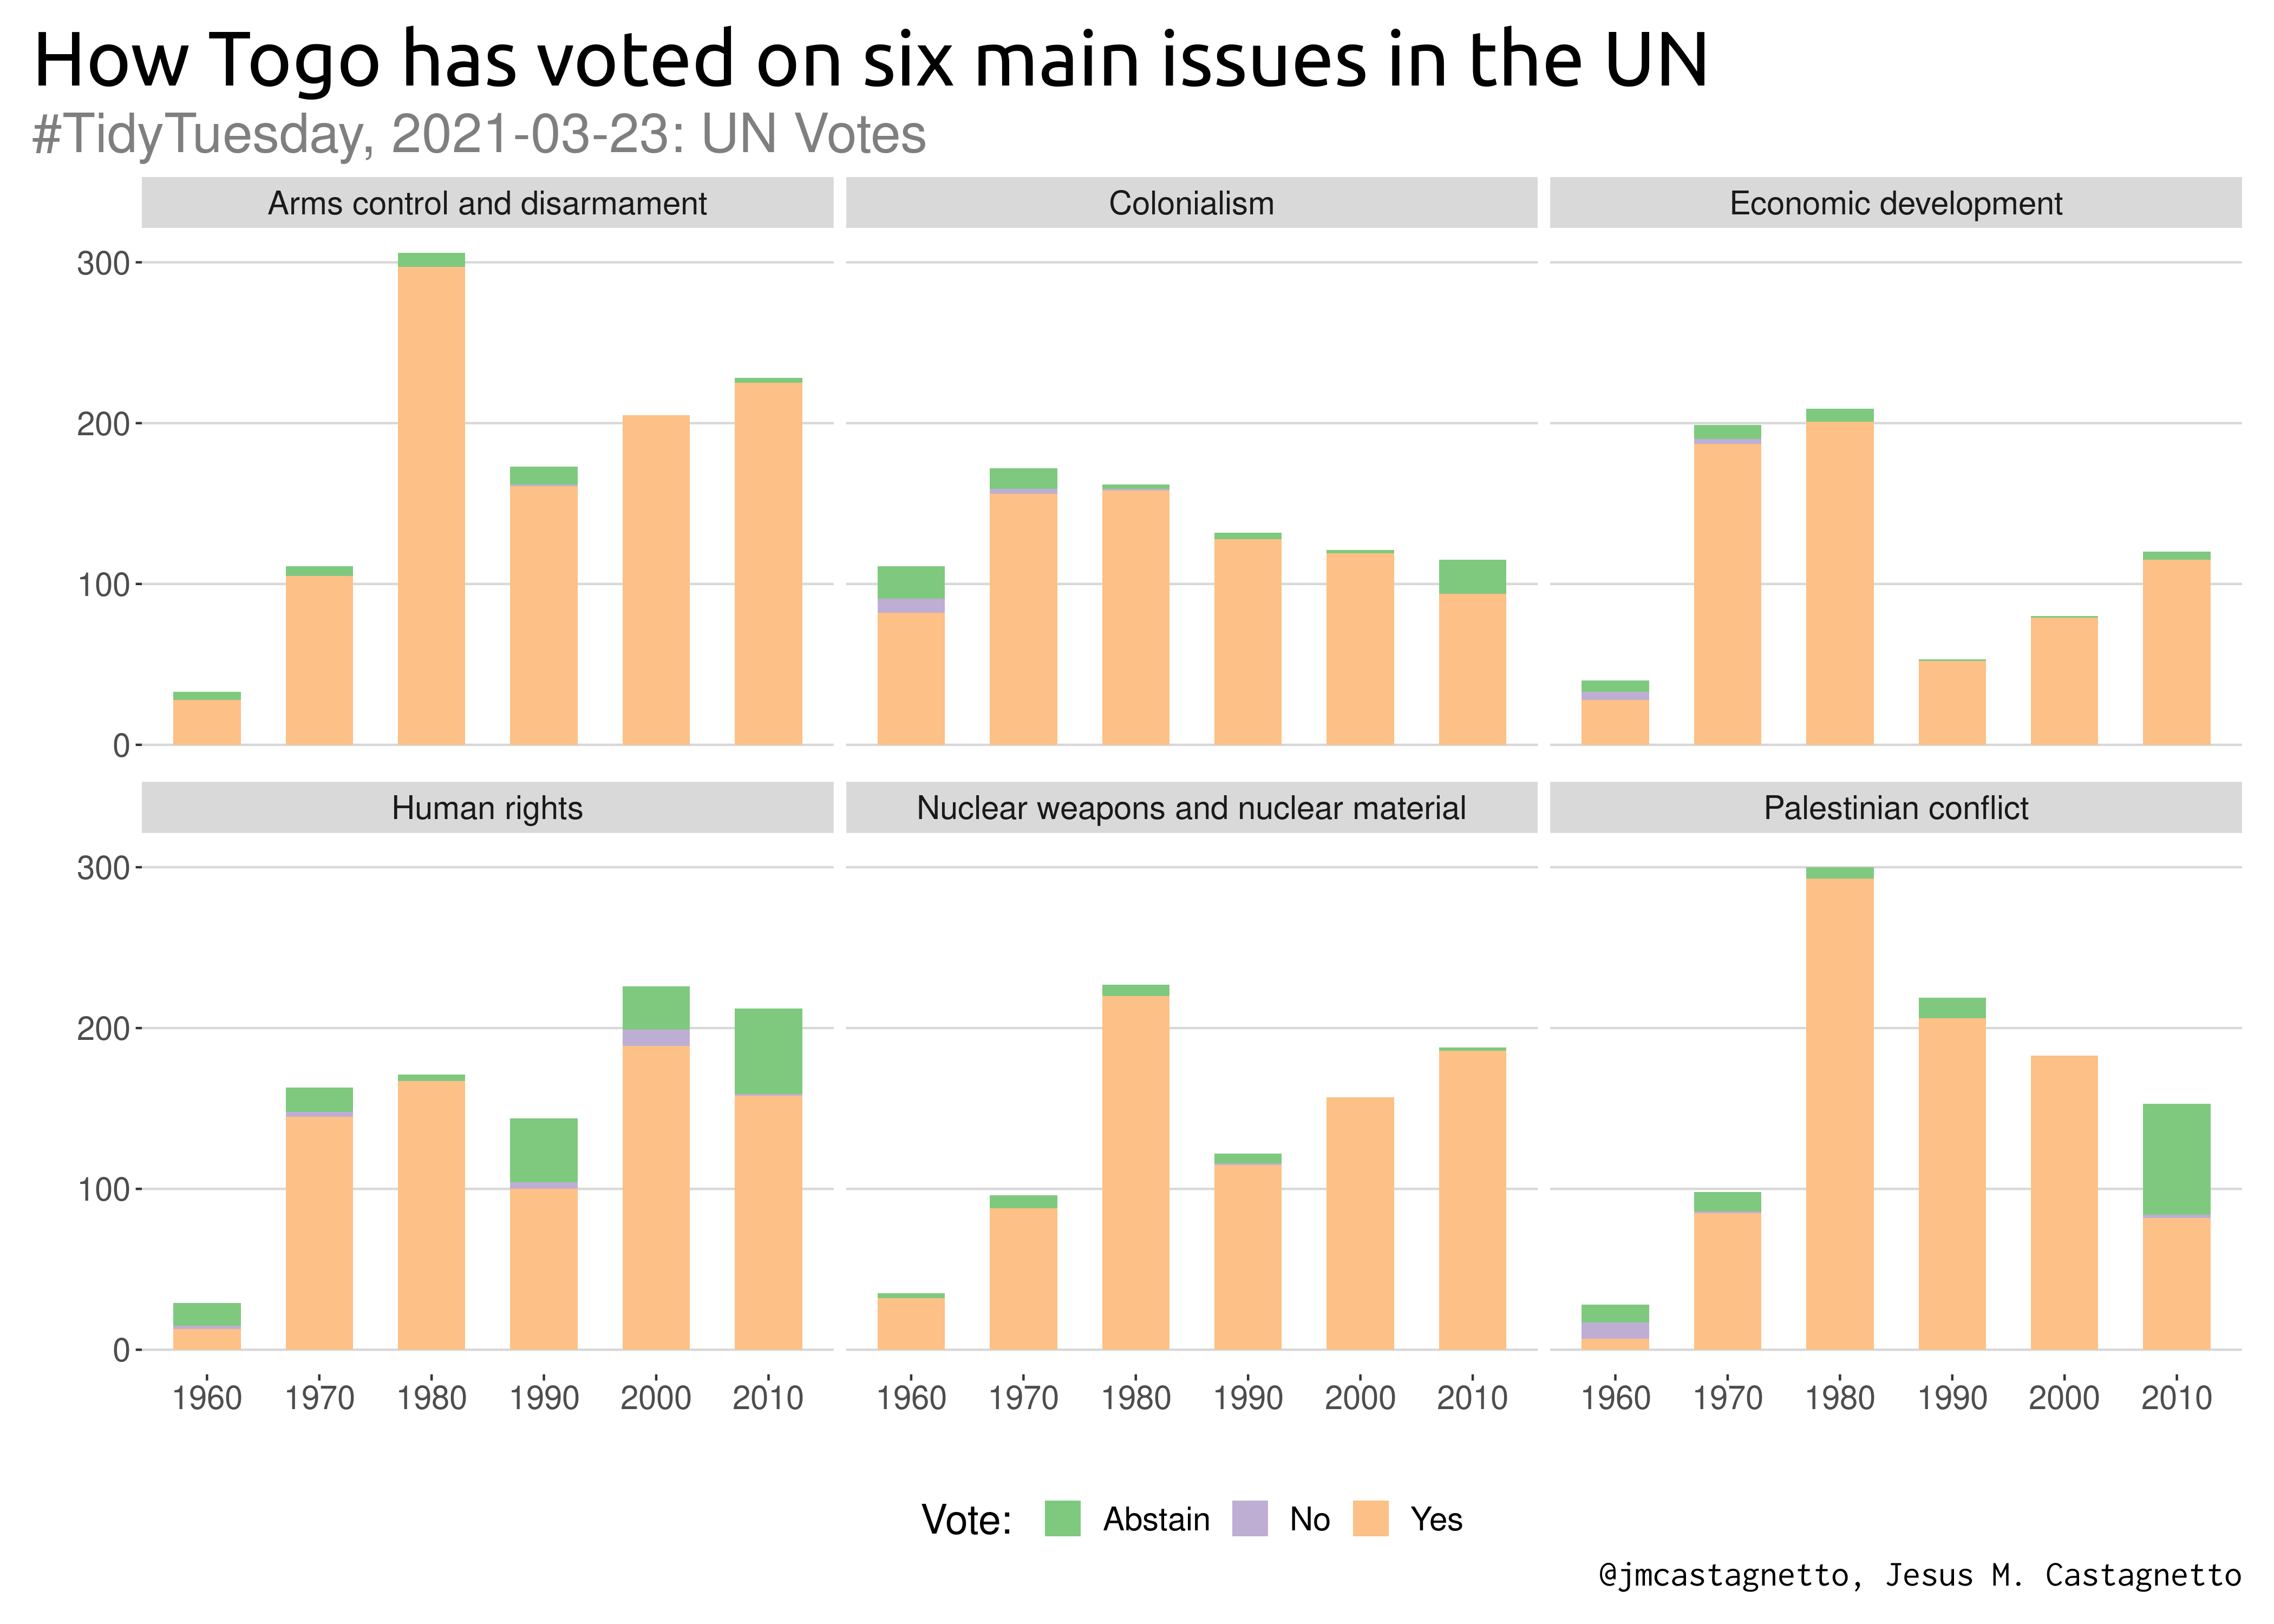 How Togo has voted on six main issues in the UN
#TidyTuesday, 2021-03-23: UN Votes
Arms control and disarmament
Colonialism
Economic development
300
200
100
0
Human rights
Nuclear weapons and nuclear material
Palestinian conflict
300
200
100
0
1960 1970 1980 1990 2000 2010
1960 1970 1980 1990 2000 2010
1960 1970 1980 1990 2000 2010
Vote: Abstain No Yes
@jmcastagnetto, Jesus M. Castagnetto